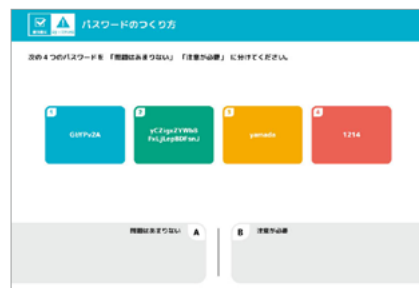 パスワードのつくり方
次の4つのパスワードを「問題はあまりない」「注意が必要」に分けてください。
1
2
3
4
yamada
1214
問題はあまりない A
B 注意が必要